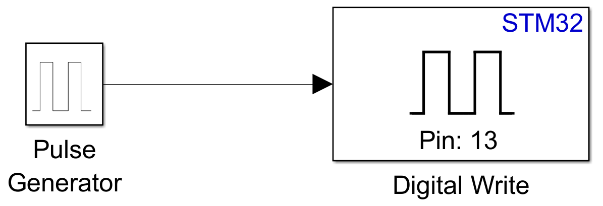 STM32
Pin: 13
Pulse
Generator
Digital Write